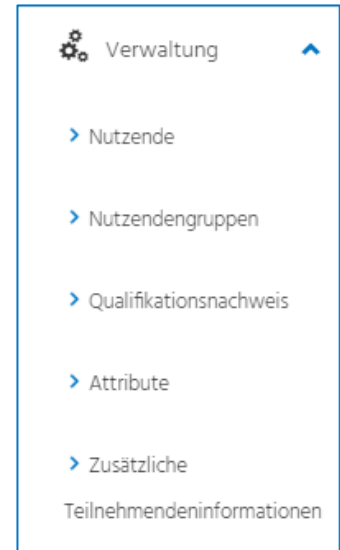 Verwaltung
Nutzende
Nutzendengruppen
Qualifikationsnachweis
Attribute
Zusätzliche
Teilnehmendeninformationen